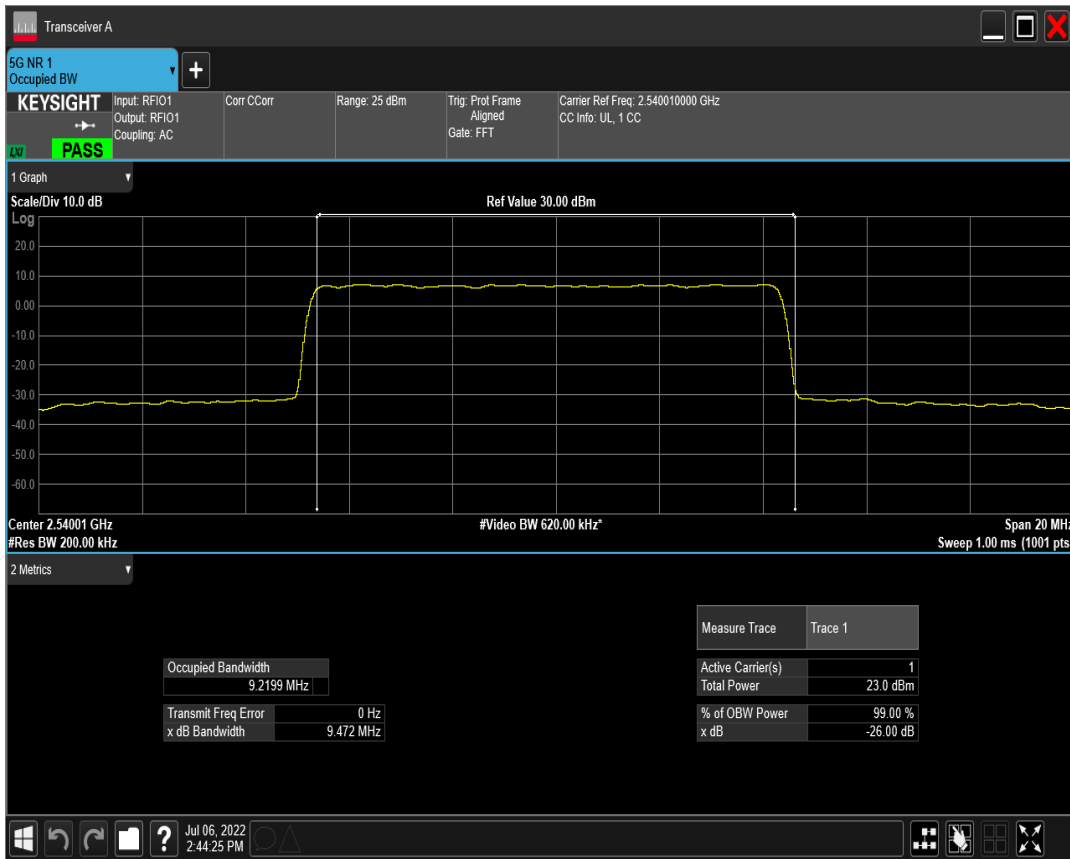 Transceiver A
5G NR 1
Occupied BW
KEYSIGHT
LXI
PASS
Input: RFIO1
Output: RFIO1
Coupling: AC
Corr CCorr
Range: 25 dBm
Trig: Prot Frame
Aligned
Gate: FFT
Carrier Ref Freq: 2.540010000 GHz
CC Info: UL, 1 CC
1 Graph
Scale/Div 10.0 dB
Ref Value 30.00 dBm
Log
20.0
10.0
0.00
-10.0
-20.0
-30.0
-40.0
-50.0
-60.0
Center 2.54001 GHz
#Video BW 620.00 kHz*
Span 20 MHz
#Res BW 200.00 kHz
Sweep 1.00 ms (1001 pts
2 Metrics
Measure Trace Trace 1
Occupied Bandwidth
9.2199 MHz
Active Carrier(s) 1
Total Power 23.0 dBm
Transmit Freq Error 0 Hz
x dB Bandwidth 9.472 MHz
% of OBW Power 99.00 %
x dB -26.00 dB
?
Jul 06, 2022
2:44:25 PM